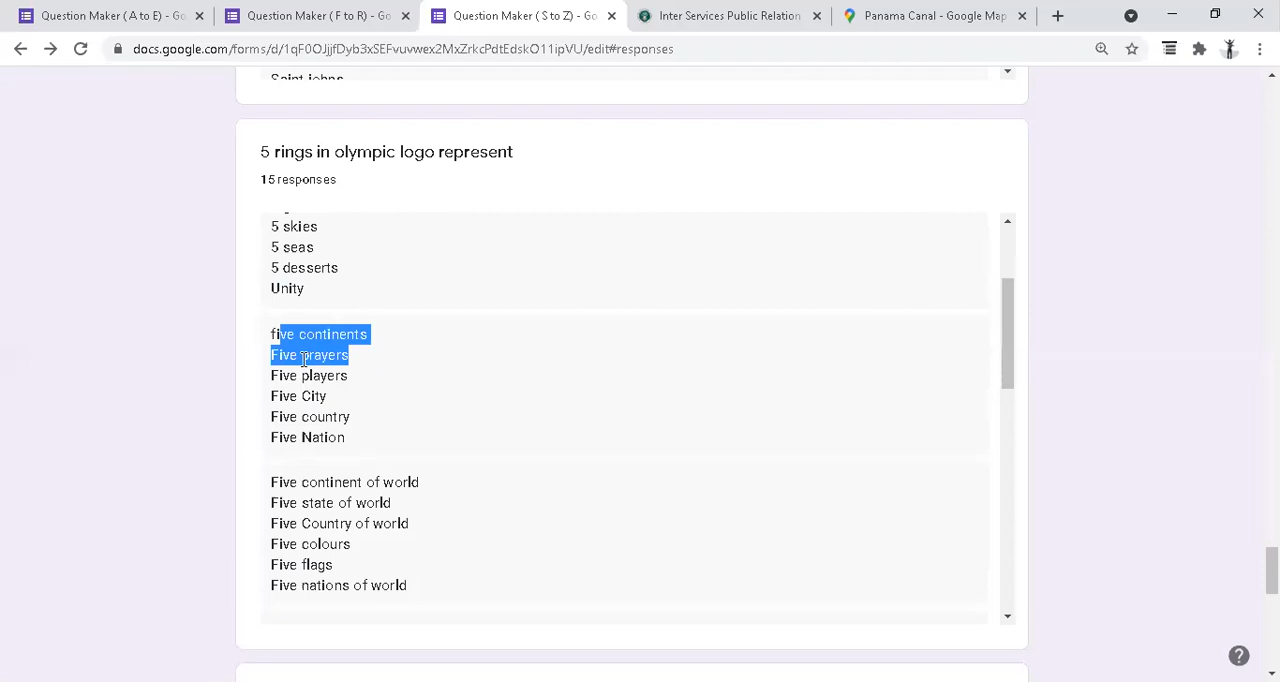 Question Maker ( A to E) - Go
Question Maker ( F to R) - Go
Question Maker ( S to Z) - Go
Inter Services Public Relation
Panama Canal - Google Map
docs.google.com/forms/d/1qF0OJjjfDyb3xSEFvuvwex2MxZrkcPdtEdskO11ipVU/edit#responses
Saint johns
5 rings in olympic logo represent
15 responses
5 skies
5 seas
5 desserts
Unity
five continents
Five prayers
Five players
Five City
Five country
Five Nation
Five continent of world
Five state of world
Five Country of world
Five colours
Five flags
Five nations of world